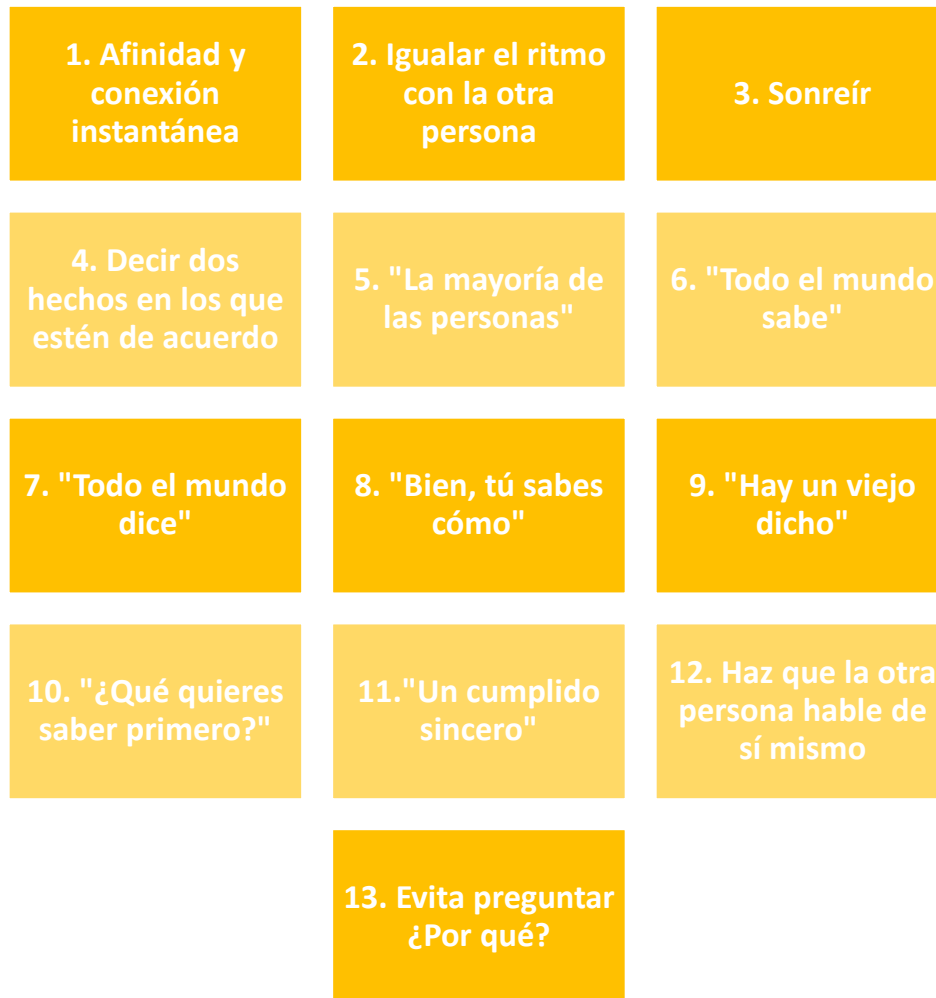 1. Afinidad y
conexión
instantánea
2. Igualar el ritmo
con la otra
persona
3. Sonreír
4. Decir dos
hechos en los que
estén de acuerdo
5. "La mayoría de
las personas"
6. "Todo el mundo
sabe"
7. "Todo el mundo
dice"
8. "Bien, tú sabes
cómo"
9. "Hay un viejo
dicho"
10. "¿Qué quieres
saber primero?"
11."Un cumplido
sincero"
12. Haz que la otra
persona hable de
sí mismo
13. Evita preguntar
¿Por qué?